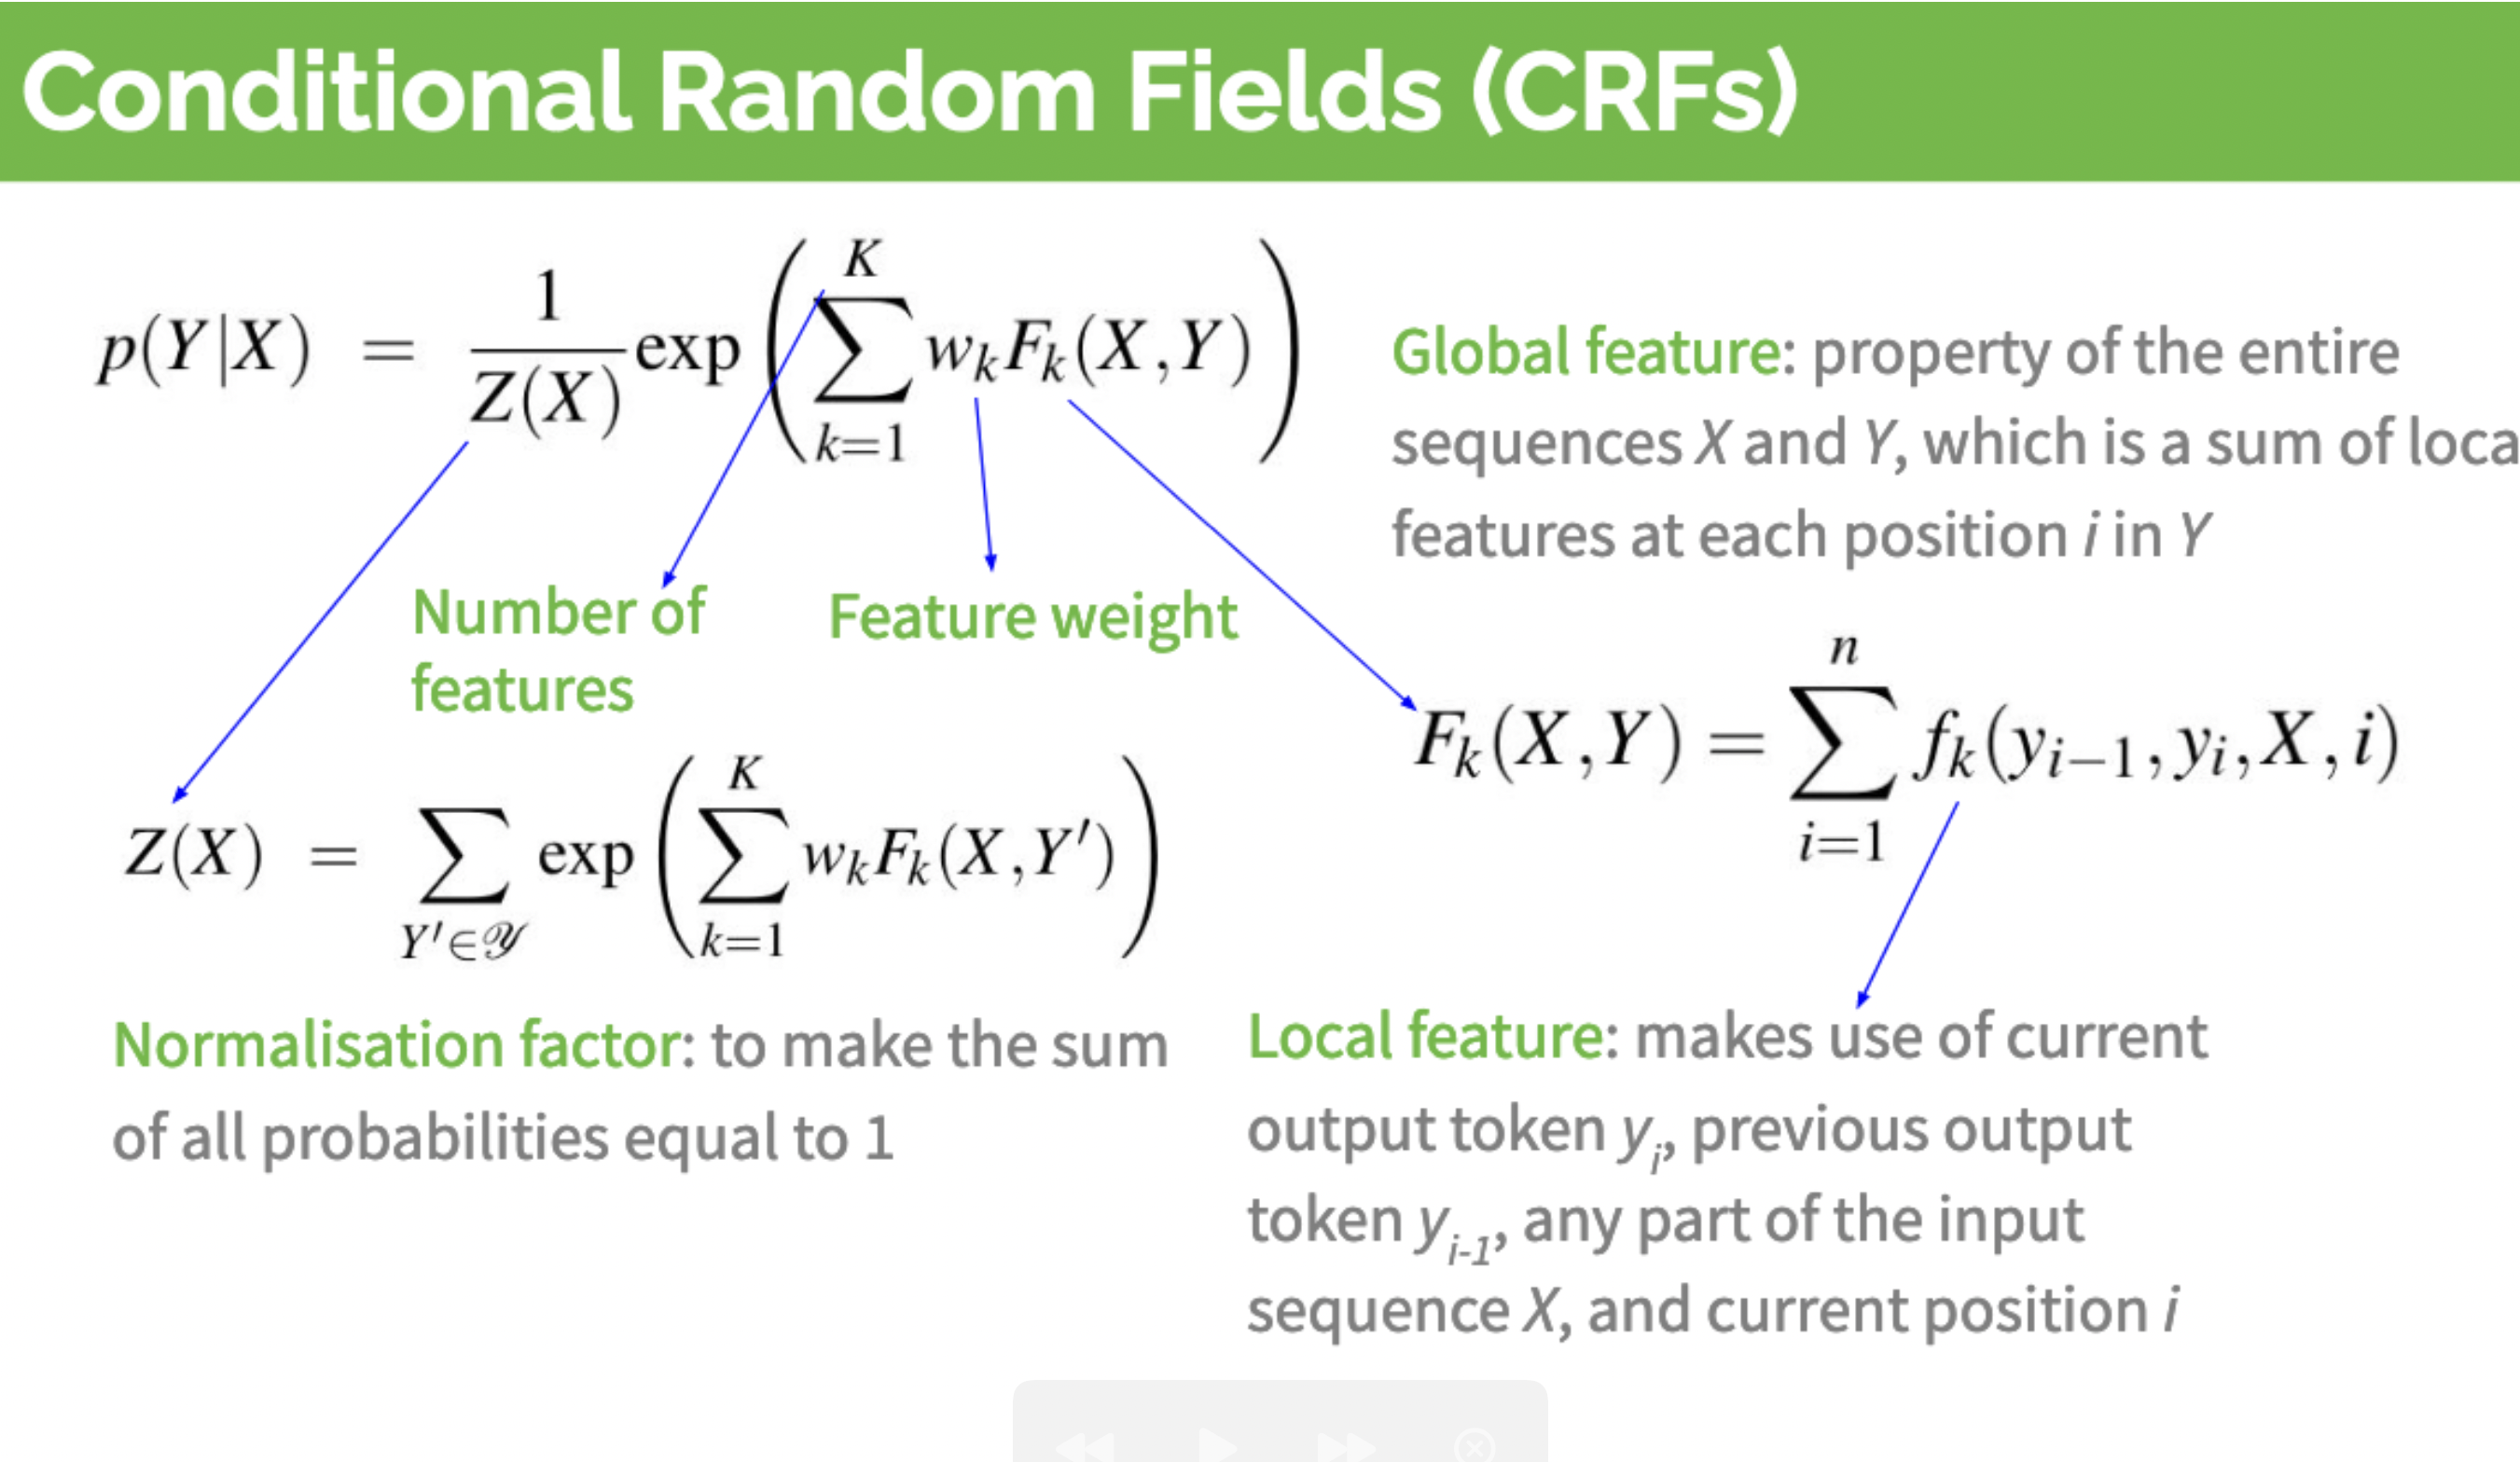 Conditional Random Fields (CRFs)
p(Y|X) = \frac{1}{Z(X)} exp \left( \sum_{k=1}^{K} w_k F_k(X,Y) \right)
Global feature: property of the entire
sequences X and Y, which is a sum of loca
features at each position i in Y
Number of
features
Feature weight
F_k(X,Y) = \sum_{i=1}^{n} f_k(y_{i-1}, y_i, X, i)
Z(X) = \sum_{Y'∈𝒴} exp \left( \sum_{k=1}^{K} w_k F_k(X,Y') \right)
Normalisation factor: to make the sum
of all probabilities equal to 1
Local feature: makes use of current
output token y_i, previous output
token y_{i-1}, any part of the input
sequence X, and current position i